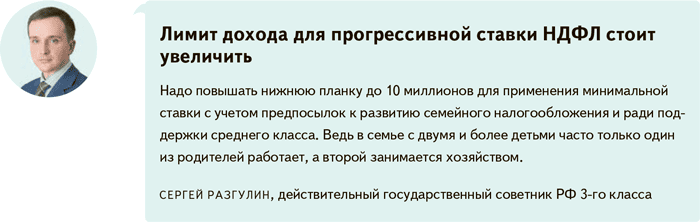 Лимит дохода для прогрессивной ставки НДФЛ стоит
увеличить
Надо повышать нижнюю планку до 10 миллионов для применения минимальной
ставки с учетом предпосылок к развитию семейного налогообложения и ради под-
держки среднего класса. Ведь в семье с двумя и более детьми часто только один
из родителей работает, а второй занимается хозяйством.
СЕРГЕЙ РАЗГУЛИН, действительный государственный советник РФ 3-го класса